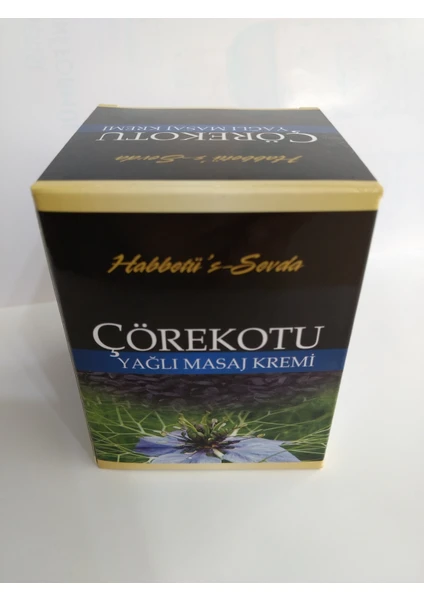 ÇÖREKOTU
YAĞLI MASAJ KREMİ
Habbetü's-Sevda
Habbetü's-Sevda
ÇÖREKOTU
YAĞLI MASAJ KREMİ